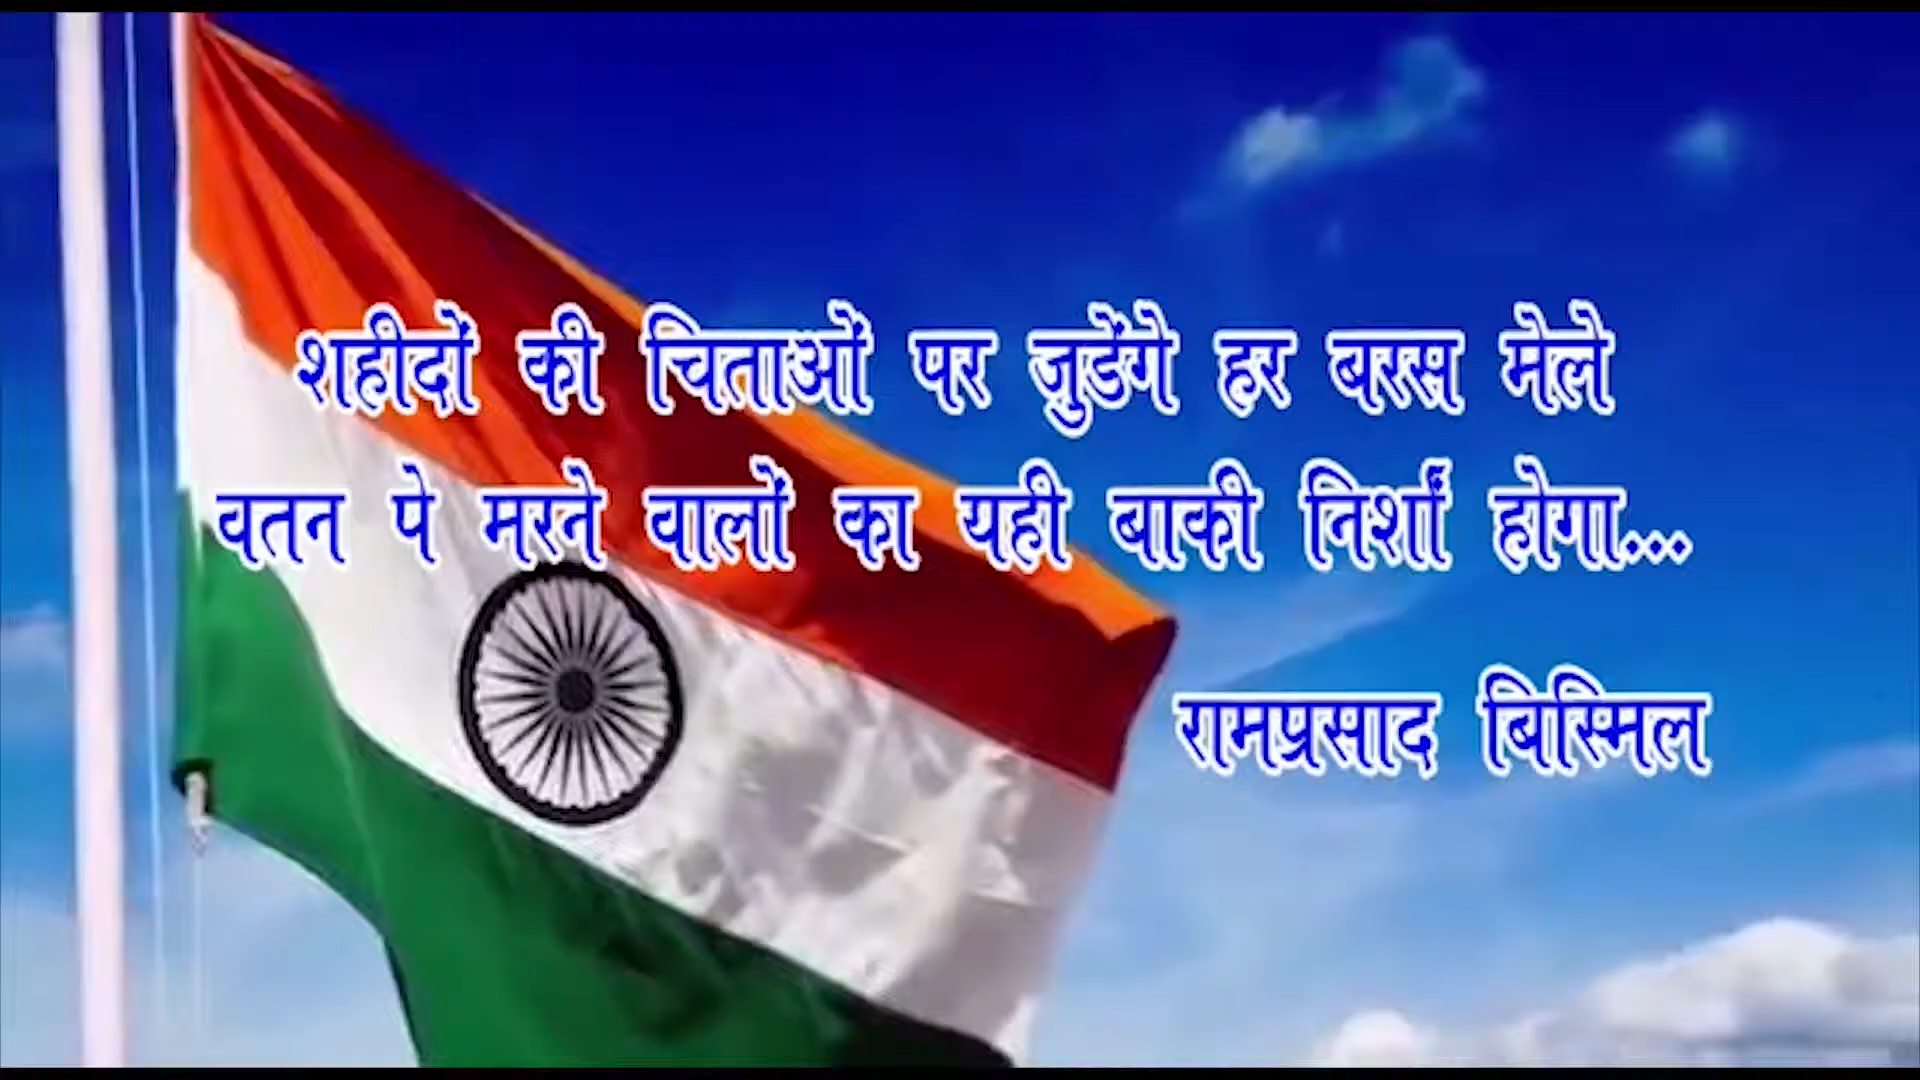 शहीदों की चिताओं पर जुडेंगे हर बरस मेले
वतन पे मरने वालों का यही बाकी निर्शां होगा...
रामप्रसाद बिस्मिल